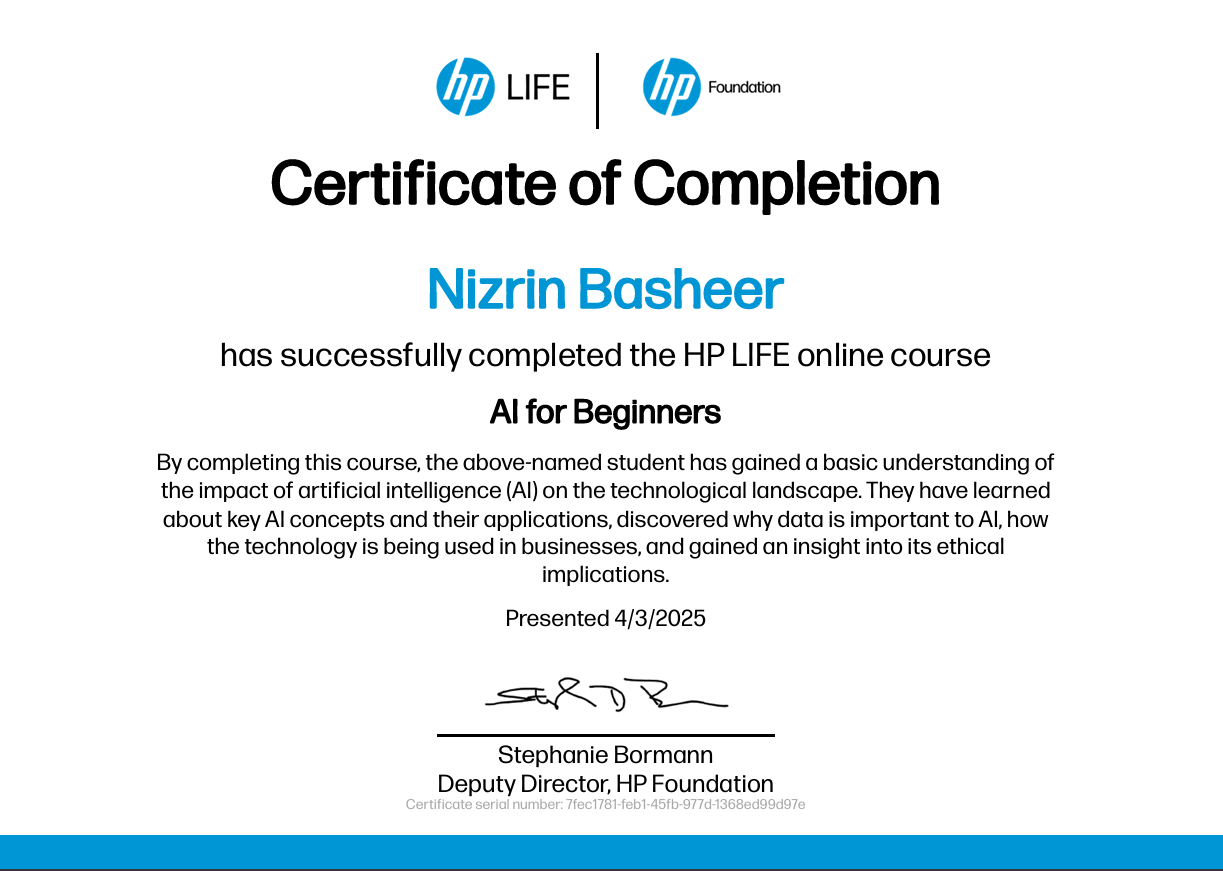 hp LIFE
hp Foundation
Certificate of Completion
Nizrin Basheer
has successfully completed the HP LIFE online course
AI for Beginners
By completing this course, the above-named student has gained a basic understanding of
the impact of artificial intelligence (AI) on the technological landscape. They have learned
about key AI concepts and their applications, discovered why data is important to AI, how
the technology is being used in businesses, and gained an insight into its ethical
implications.
Presented 4/3/2025
Stephanie Bormann
Deputy Director, HP Foundation
Certificate serial number: 7fec1781-feb1-45fb-977d-1368ed99d97e